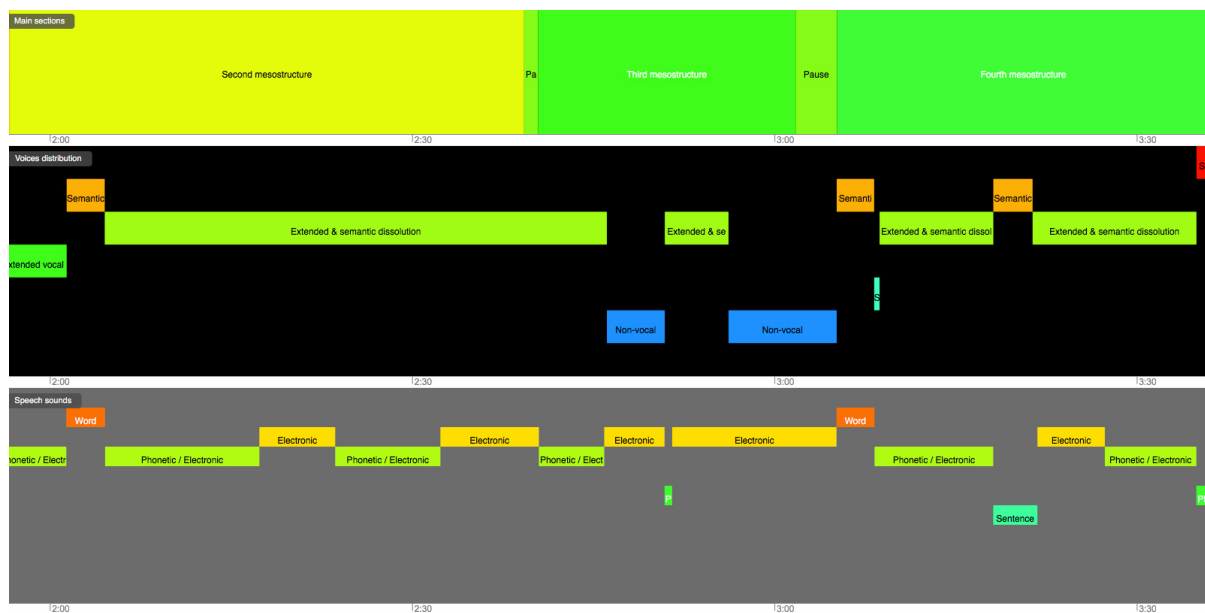 Main sections
Second mesostructure
Pa
Third mesostructure
Pause
Fourth mesostructure
2:00
2:30
3:00
3:30
Voices distribution
S
Semantic
Semanti
Semantic
Extended & semantic dissolution
Extended & se
Extended & semantic dissol
Extended & semantic dissolution
xtended vocal
S
Non-vocal
Non-vocal
2:00
2:30
3:00
3:30
Speech sounds
Word
Word
Electronic
Electronic
Electronic
Electronic
Electronic
honetic / Electr
Phonetic / Electronic
Phonetic / Electronic
Phonetic / Elect
Phonetic / Electronic
Phonetic / Electronic
P
Sentence
2:00
2:30
3:00
3:30